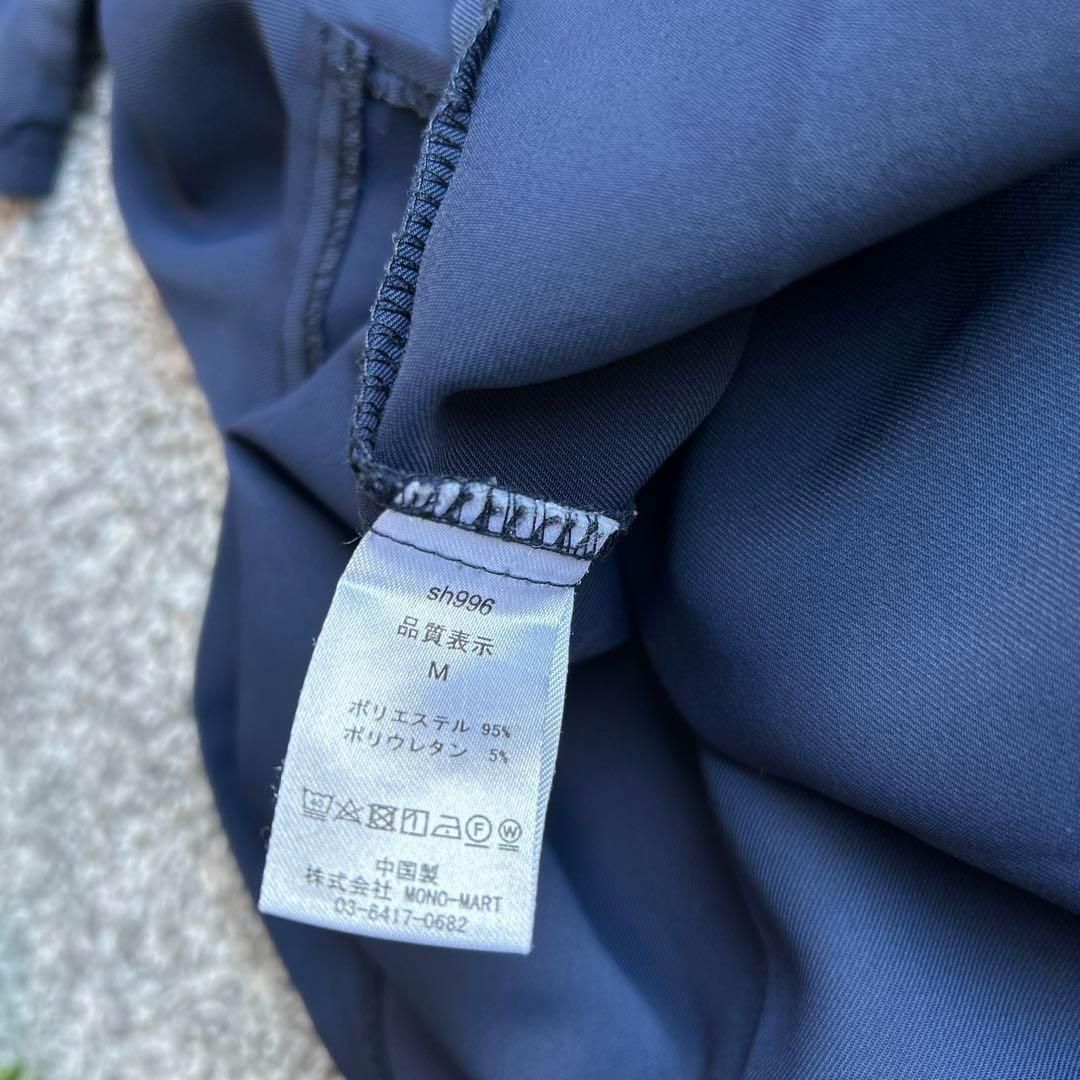 sh996
品質表示
M
ポリエステル 95%
ポリウレタン 5%
40 F W
中国製
株式会社 MONO-MART
03-6417-0682